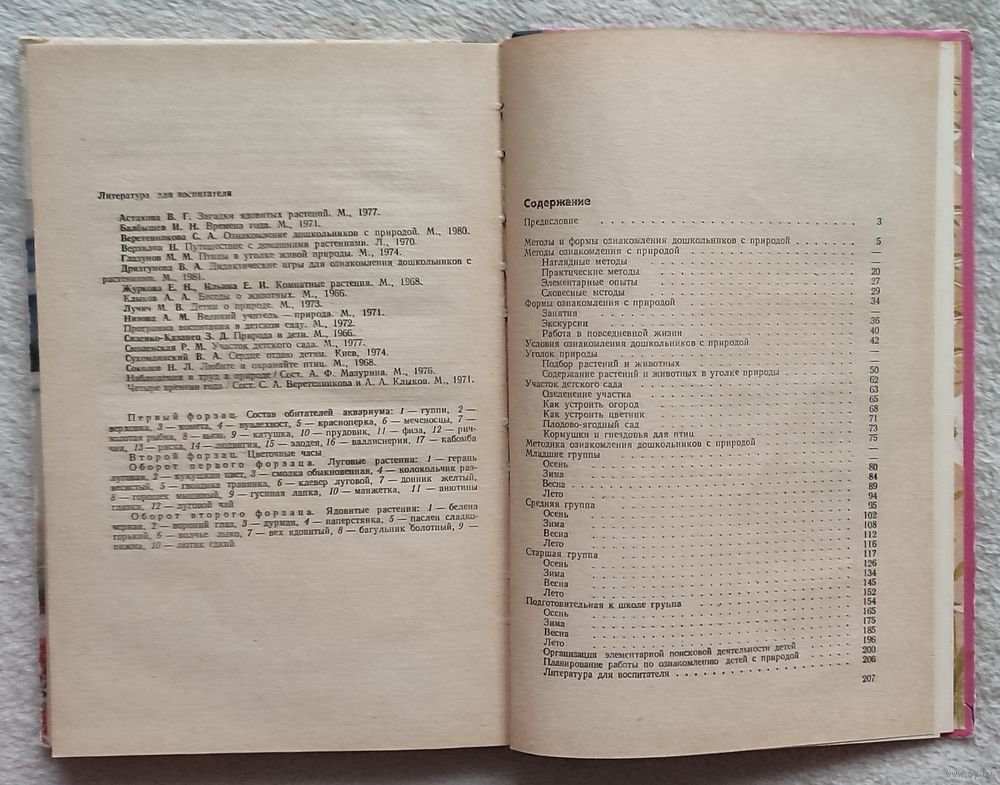 Литература для воспитателя
Астахова В. Г. Загадки ядовитых растений. М., 1977.
Балбышев И. Н. Времена года. М., 1971.
Веретенникова С. А. Ознакомление дошкольников с природой. М., 1980.
Верзилин Н. Путешествие с домашними растениями. Л., 1970.
Глазунов М. М. Птицы в уголке живой природы. М., 1974.
Дрязгунова В. А. Дидактические игры для ознакомления дошкольников с
растениями. М., 1981.
Журкова Е. Н., Ильина Е. И. Комнатные растения. М., 1968.
Клыков А. А. Беседы о животных. М., 1966.
Лучич М. В. Детям о природе. М., 1973.
Низова А. М. Великий учитель — природа. М., 1971.
Программа воспитания в детском саду. М., 1972.
Сизенко-Казанец З. Д. Природа и дети. М., 1966.
Смоленская Р. М. Участок детского сада. М., 1977.
Сухомлинский В. А. Сердце отдаю детям. Киев, 1974.
Соколов Н. Л. Любите и охраняйте птиц. М., 1968.
Наблюдения и труд в природе / Сост. А. Ф. Мазурина. М., 1976.
Четыре времени года / Сост. С. А. Веретенникова и А. А. Клыков. М., 1971.
Первый форзац. Состав обитателей аквариума: 1 — гуппи, 2 —
верховка, 3 — комета, 4 — вуалехвост, 5 — красноперка, 6 — меченосцы, 7 —
золотая рыбка, 8 — вьюн, 9 — катушка, 10 — прудовик, 11 — физа, 12 — рич-
чия, 13 — ряска, 14 — людвигия, 15 — элодея, 16 — валлиснерия, 17 — кабомба
Второй форзац. Цветочные часы
Оборот первого форзаца. Луговые растения: 1 — герань
луговая, 2 — кукушкин цвет, 3 — смолка обыкновенная, 4 — колокольчик раз-
весистый, 5 — гвоздика травянка, 6 — клевер луговой, 7 — донник желтый,
8 — горошек мышиный, 9 — гусиная лапка, 10 — манжетка, 11 — анютины
глазки, 12 — луговой чай
Оборот второго форзаца. Ядовитые растения: 1 — белена
черная, 2 — вороний глаз, 3 — дурман, 4 — наперстянка, 5 — паслен сладко-
горький, 6 — волчье лыко, 7 — вех ядовитый, 8 — багульник болотный, 9 —
пижма, 10 — лютик едкий
Содержание
Предисловие 3
Методы и формы ознакомления дошкольников с природой 5
Методы ознакомления с природой —
Наглядные методы —
Практические методы 20
Элементарные опыты 27
Словесные методы 29
Формы ознакомления с природой 34
Занятия —
Экскурсии 36
Работа в повседневной жизни 40
Условия ознакомления дошкольников с природой 42
Уголок природы —
Подбор растений и животных —
Содержание растений и животных в уголке природы 50
Участок детского сада 62
Озеленение участка 63
Как устроить огород 65
Как устроить цветник 68
Плодово-ягодный сад 71
Кормушки и гнездовья для птиц 73
Методика ознакомления дошкольников с природой 75
Младшие группы —
Осень —
Зима 80
Весна 84
Лето 89
Средняя группа 94
Осень 95
Зима 102
Весна 108
Лето 112
Старшая группа 116
Осень 117
Зима 126
Весна 134
Лето 145
Подготовительная к школе группа 152
Осень 154
Зима 165
Весна 175
Лето 185
Организация элементарной поисковой деятельности детей 196
Планирование работы по ознакомлению детей с природой 200
Литература для воспитателя 206
207
www.ay.by